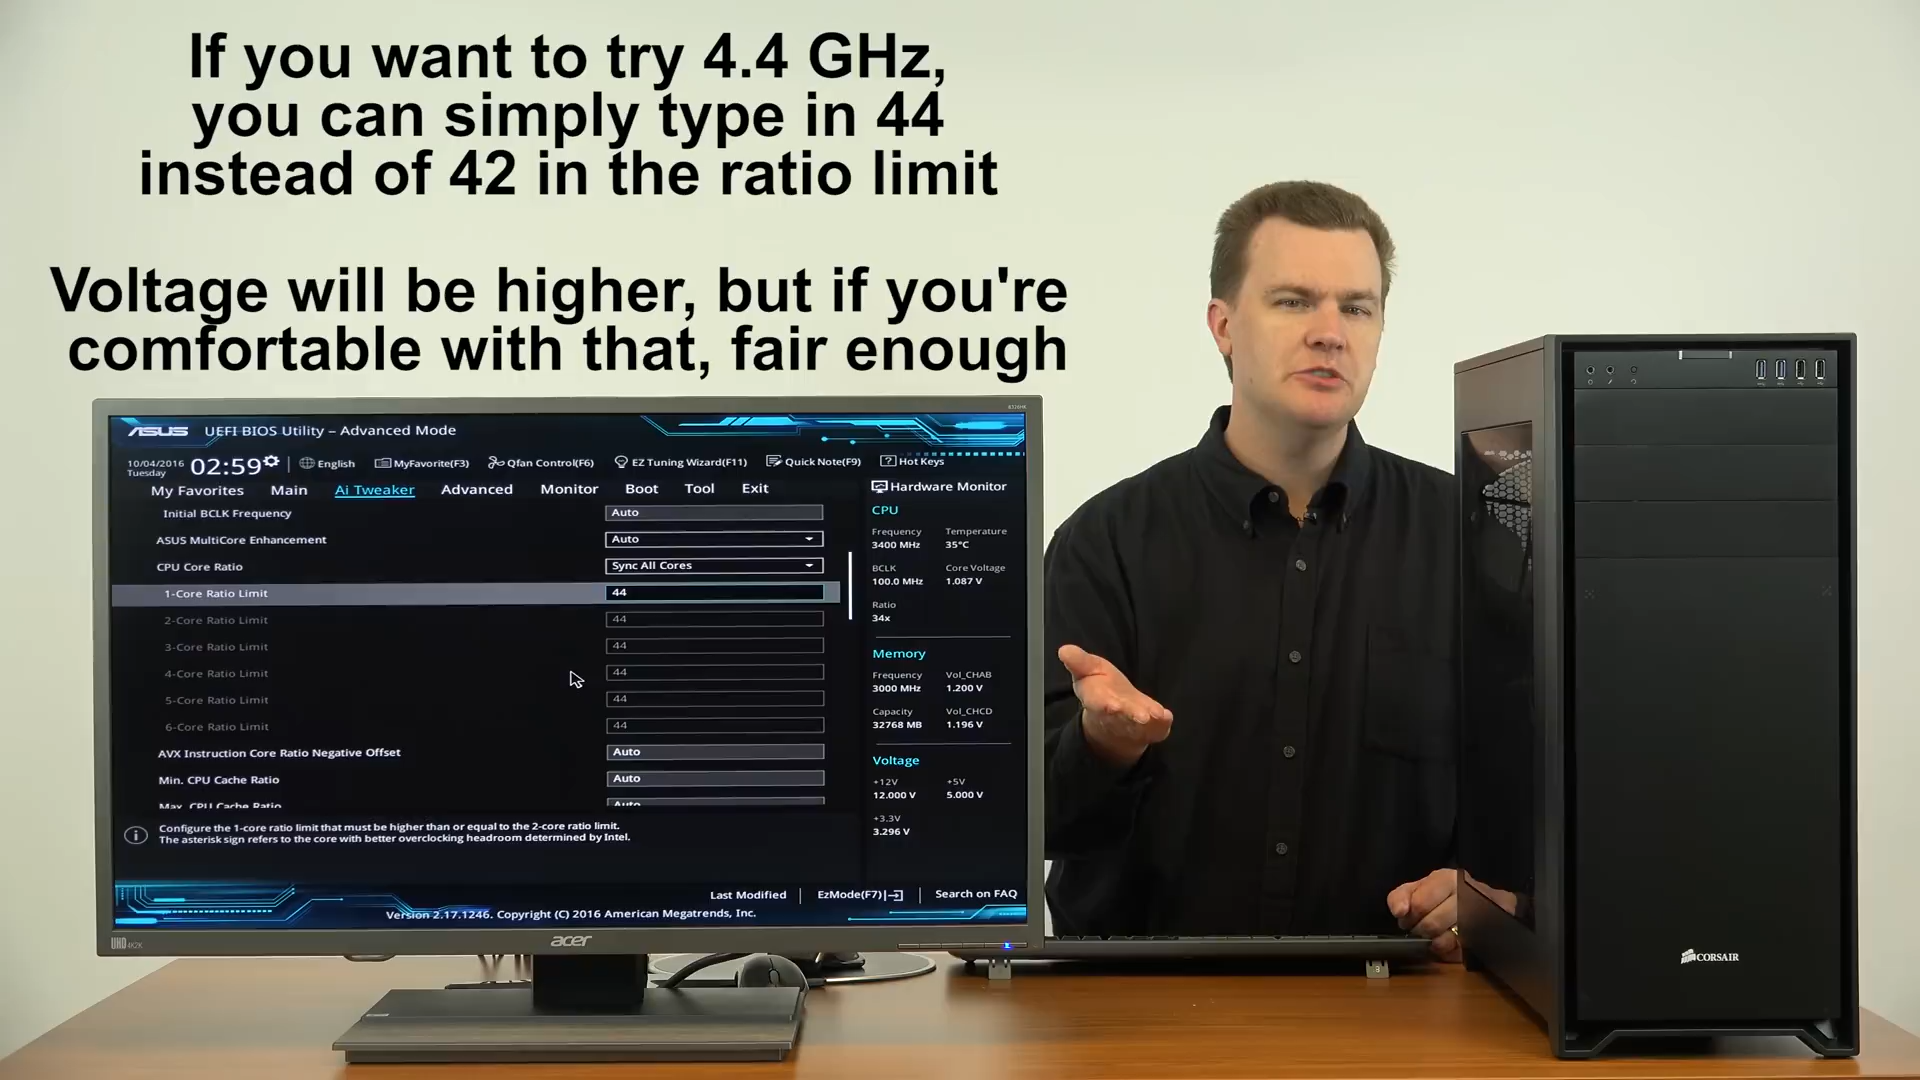 If you want to try 4.4 GHz,
you can simply type in 44
instead of 42 in the ratio limit
Voltage will be higher, but if you're
comfortable with that, fair enough
ASUS UEFI BIOS Utility – Advanced Mode
10/04/2016
Tuesday
02:59
English
MyFavorite(F3)
Qfan Control(F6)
EZ Tuning Wizard(F11)
Quick Note(F9)
? Hot Keys
My Favorites Main Ai Tweaker Advanced Monitor Boot Tool Exit
Initial BCLK Frequency Auto
ASUS MultiCore Enhancement Auto
CPU Core Ratio Sync All Cores
1-Core Ratio Limit 44
2-Core Ratio Limit 44
3-Core Ratio Limit 44
4-Core Ratio Limit 44
5-Core Ratio Limit 44
6-Core Ratio Limit 44
AVX Instruction Core Ratio Negative Offset Auto
Min. CPU Cache Ratio Auto
Max. CPU Cache Ratio Auto
Configure the 1-core ratio limit that must be higher than or equal to the 2-core ratio limit.
The asterisk sign refers to the core with better overclocking headroom determined by Intel.
Hardware Monitor
CPU
Frequency Temperature
3400 MHz 35°C
BCLK Core Voltage
100.0 MHz 1.087 V
Ratio
34x
Memory
Frequency Vol_CHAB
3000 MHz 1.200 V
Capacity Vol_CHCD
32768 MB 1.196 V
Voltage
+12V +5V
12.000 V 5.000 V
+3.3V
3.296 V
Last Modified
EzMode(F7)
Search on FAQ
Version 2.17.1246. Copyright (C) 2016 American Megatrends, Inc.
UHD 4K2K
acer
CORSAIR